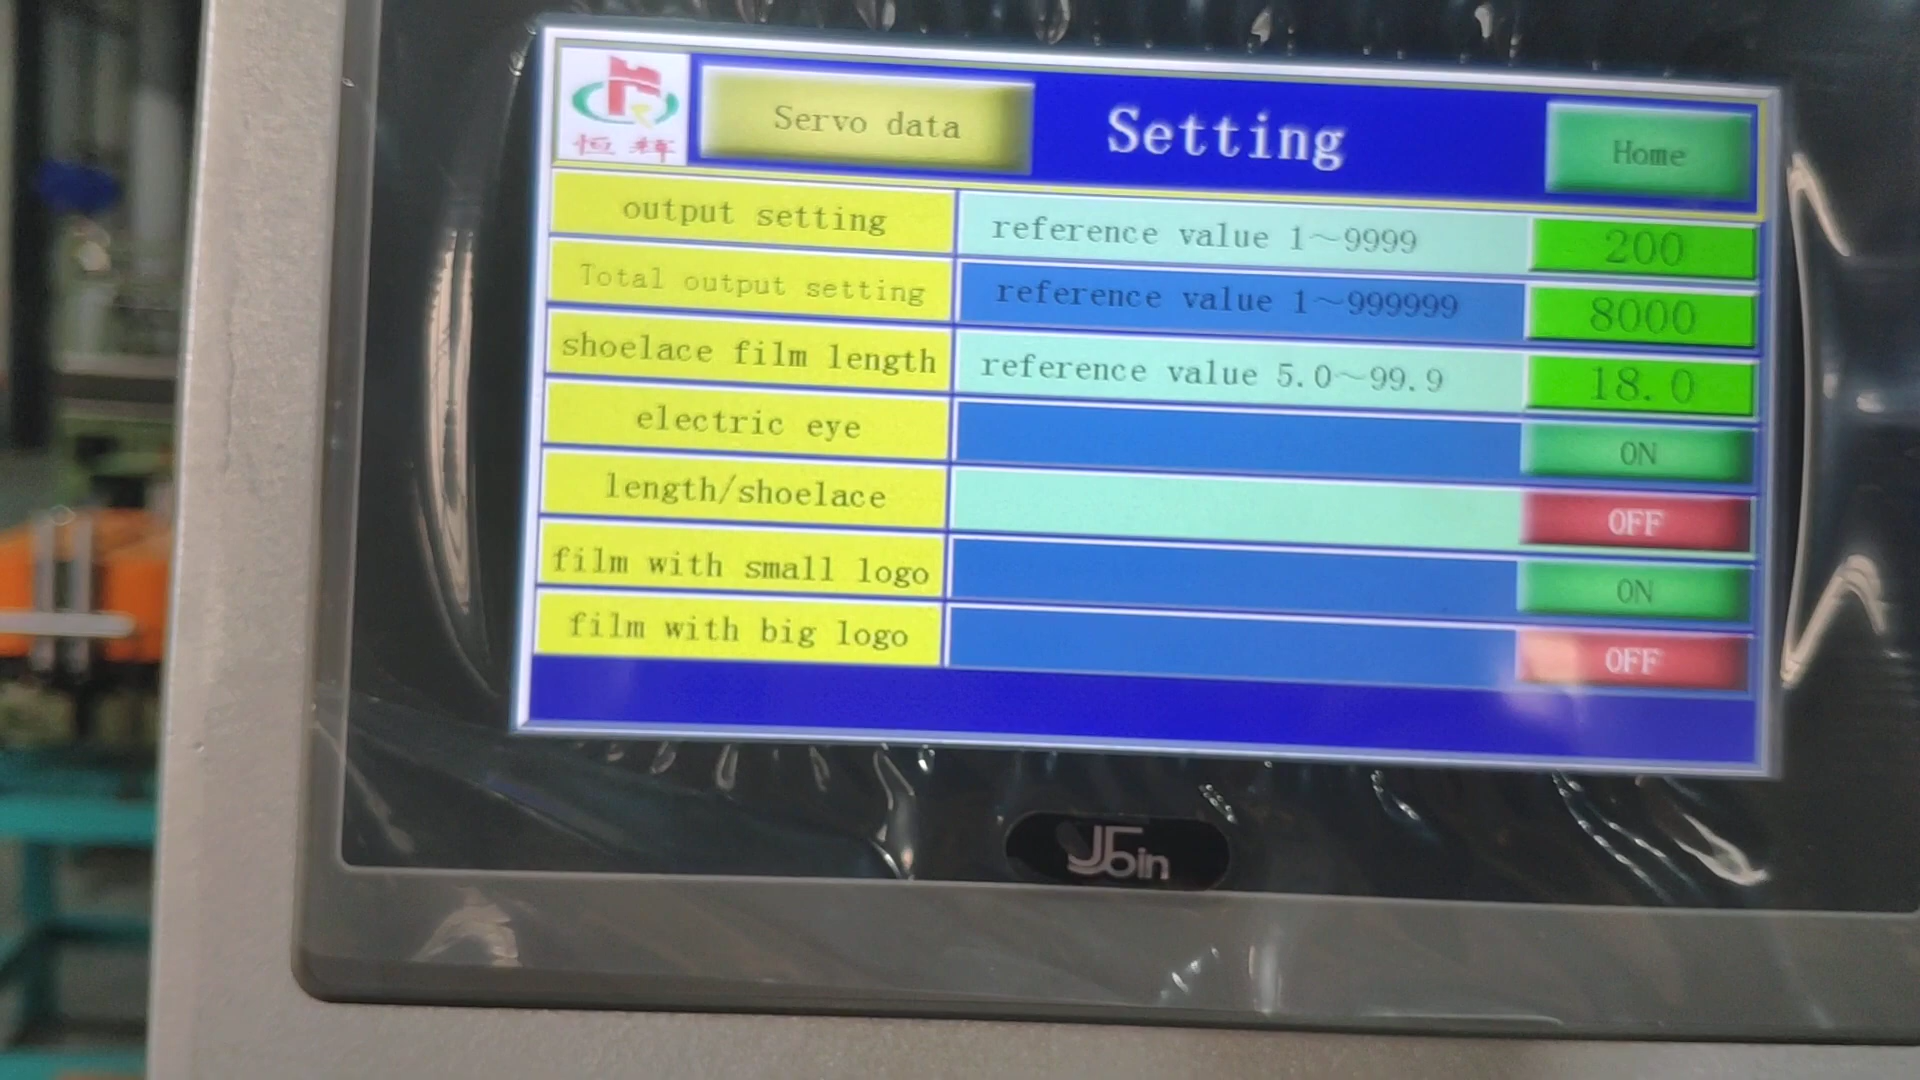 恒辉
Servo data
Setting
Home
output setting
reference value 1～9999
200
Total output setting
reference value 1～999999
8000
shoelace film length
reference value 5.0～99.9
18.0
electric eye
ON
length/shoelace
OFF
film with small logo
ON
film with big logo
OFF
J5in